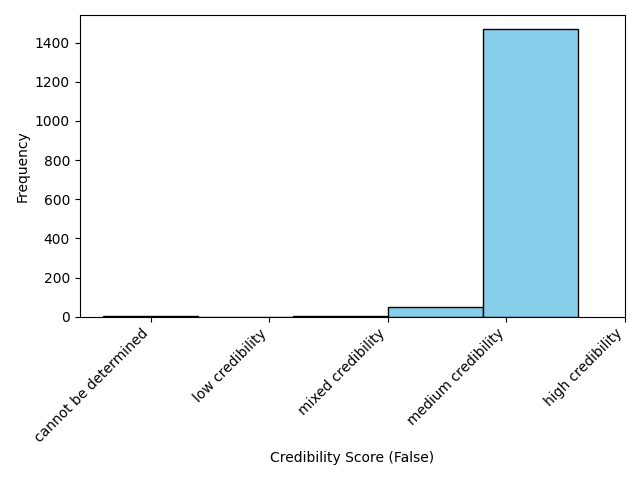 1400
1200
1000
800
600
400
200
0
Frequency
cannot be determined
low credibility
mixed credibility
medium credibility
high credibility
Credibility Score (False)